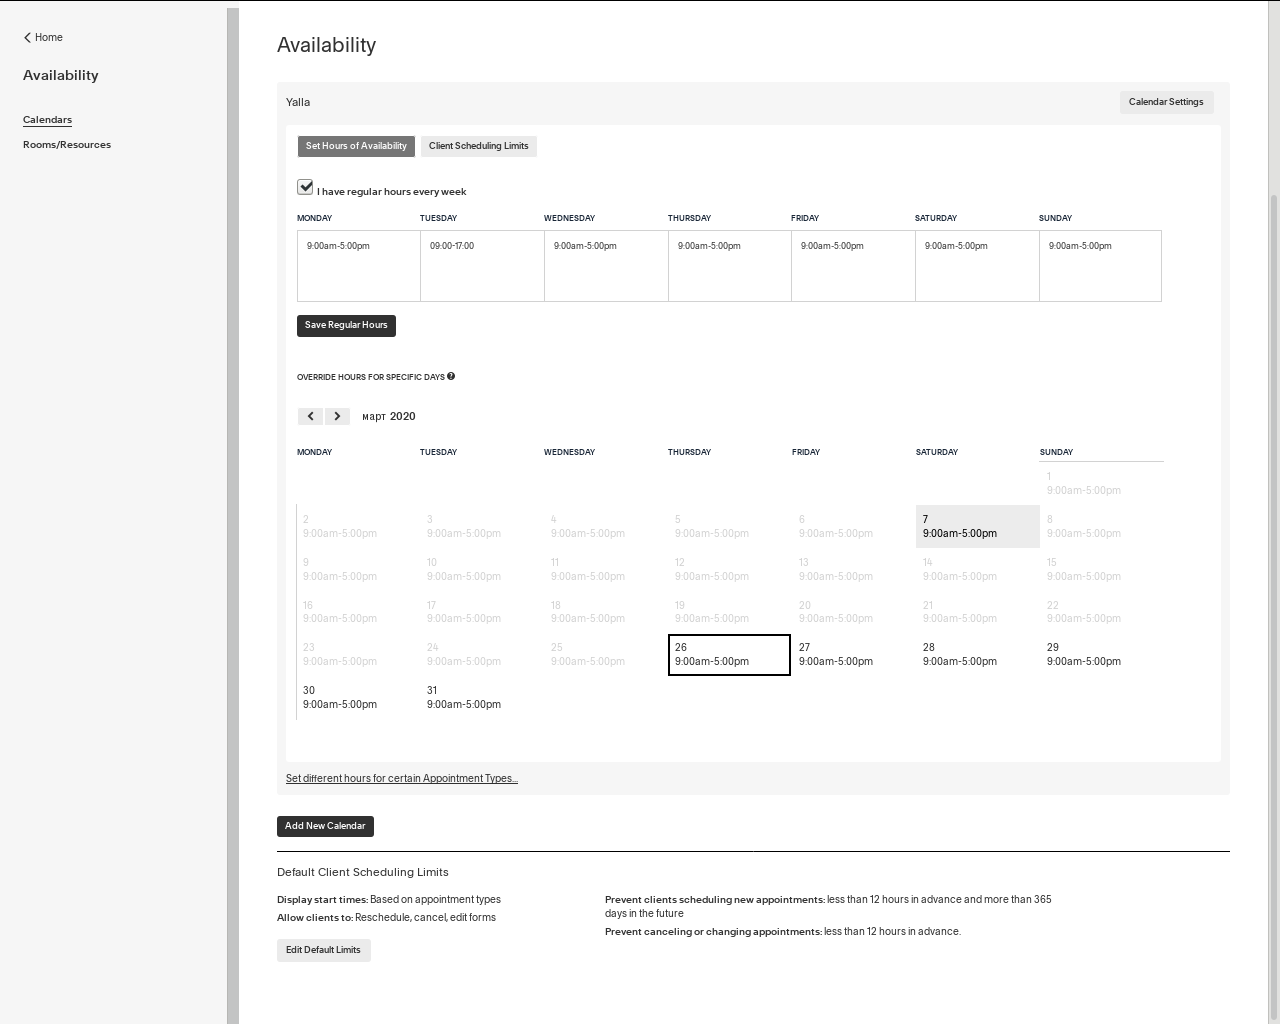 Home
Availability
Calendars
Rooms/Resources
Availability
Yalla
Calendar Settings
Set Hours of Availability Client Scheduling Limits
I have regular hours every week
MONDAY TUESDAY WEDNESDAY THURSDAY FRIDAY SATURDAY SUNDAY
9:00am-5:00pm 09:00-17:00 9:00am-5:00pm 9:00am-5:00pm 9:00am-5:00pm 9:00am-5:00pm 9:00am-5:00pm
Save Regular Hours
OVERRIDE HOURS FOR SPECIFIC DAYS
март 2020
MONDAY TUESDAY WEDNESDAY THURSDAY FRIDAY SATURDAY SUNDAY
1
9:00am-5:00pm
2 3 4 5 6 7 8
9:00am-5:00pm 9:00am-5:00pm 9:00am-5:00pm 9:00am-5:00pm 9:00am-5:00pm 9:00am-5:00pm 9:00am-5:00pm
9 10 11 12 13 14 15
9:00am-5:00pm 9:00am-5:00pm 9:00am-5:00pm 9:00am-5:00pm 9:00am-5:00pm 9:00am-5:00pm 9:00am-5:00pm
16 17 18 19 20 21 22
9:00am-5:00pm 9:00am-5:00pm 9:00am-5:00pm 9:00am-5:00pm 9:00am-5:00pm 9:00am-5:00pm 9:00am-5:00pm
23 24 25 26 27 28 29
9:00am-5:00pm 9:00am-5:00pm 9:00am-5:00pm 9:00am-5:00pm 9:00am-5:00pm 9:00am-5:00pm 9:00am-5:00pm
30 31
9:00am-5:00pm 9:00am-5:00pm
Set different hours for certain Appointment Types...
Add New Calendar
Default Client Scheduling Limits
Display start times: Based on appointment types
Allow clients to: Reschedule, cancel, edit forms
Edit Default Limits
Prevent clients scheduling new appointments: less than 12 hours in advance and more than 365
days in the future
Prevent canceling or changing appointments: less than 12 hours in advance.